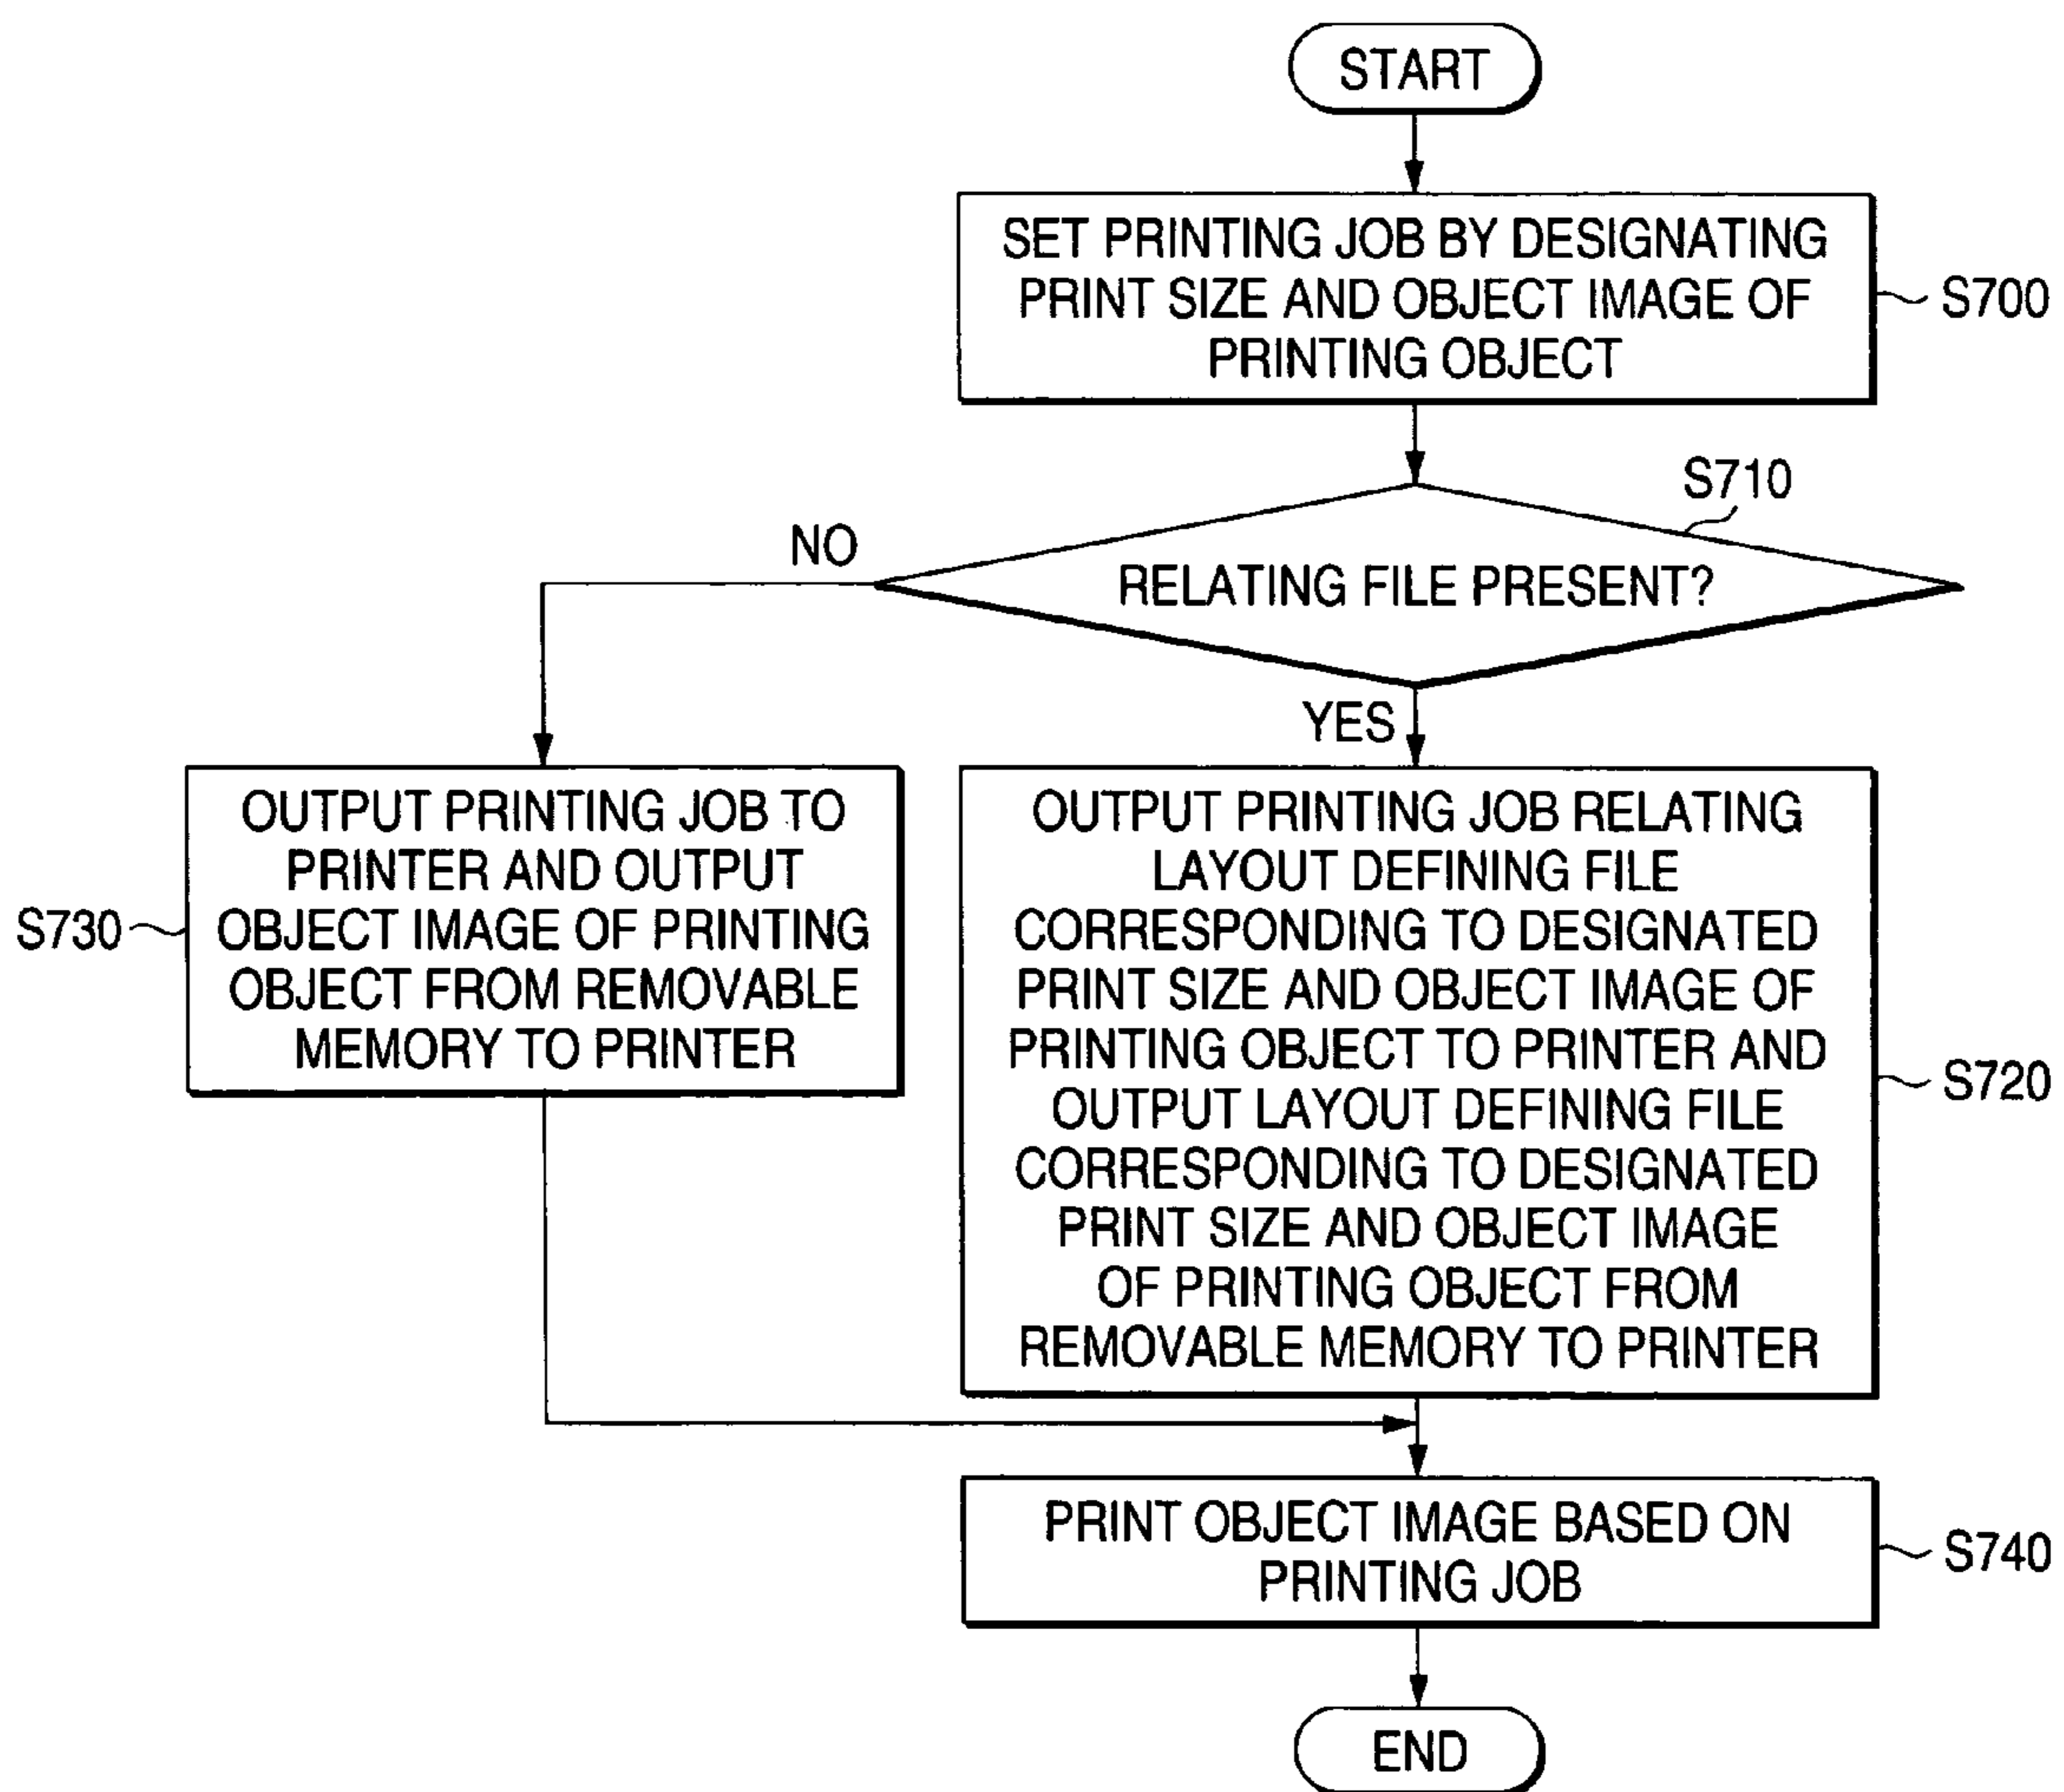 START
SET PRINTING JOB BY DESIGNATING
PRINT SIZE AND OBJECT IMAGE OF
PRINTING OBJECT
S700
S710
RELATING FILE PRESENT?
NO
YES
OUTPUT PRINTING JOB TO
PRINTER AND OUTPUT
OBJECT IMAGE OF PRINTING
OBJECT FROM REMOVABLE
MEMORY TO PRINTER
S730
OUTPUT PRINTING JOB RELATING
LAYOUT DEFINING FILE
CORRESPONDING TO DESIGNATED
PRINT SIZE AND OBJECT IMAGE OF
PRINTING OBJECT TO PRINTER AND
OUTPUT LAYOUT DEFINING FILE
CORRESPONDING TO DESIGNATED
PRINT SIZE AND OBJECT IMAGE
OF PRINTING OBJECT FROM
REMOVABLE MEMORY TO PRINTER
S720
PRINT OBJECT IMAGE BASED ON
PRINTING JOB
S740
END